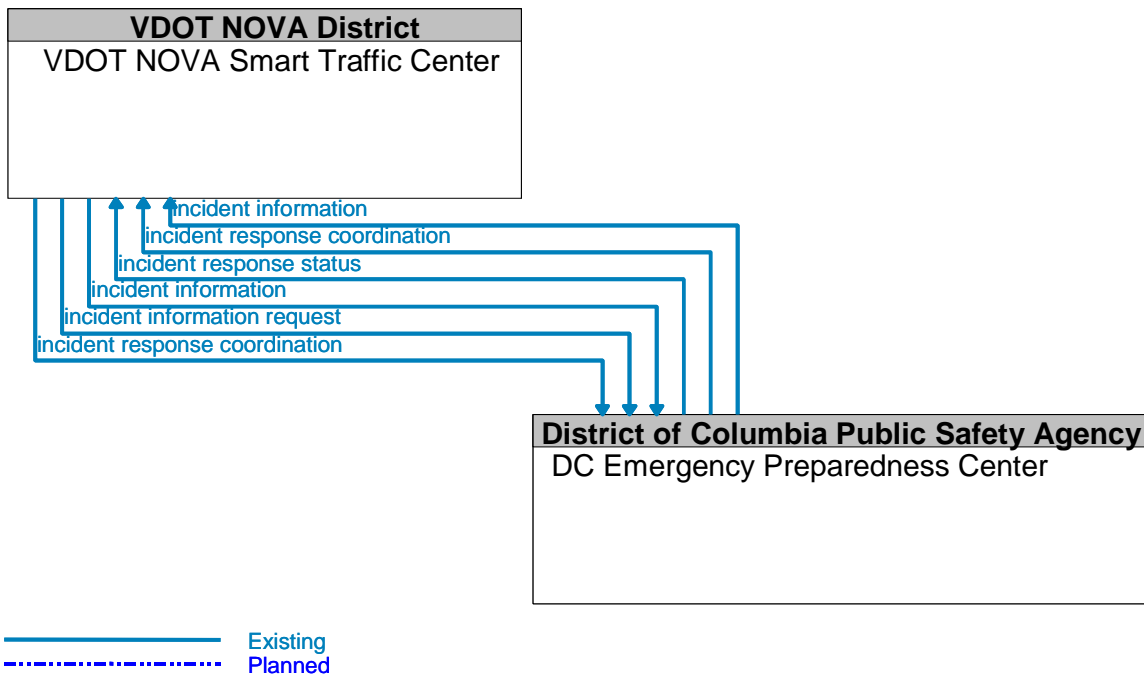 VDOT NOVA District
VDOT NOVA Smart Traffic Center
incident information
incident response coordination
incident response status
incident information
incident information request
incident response coordination
District of Columbia Public Safety Agency
DC Emergency Preparedness Center
Existing
Planned